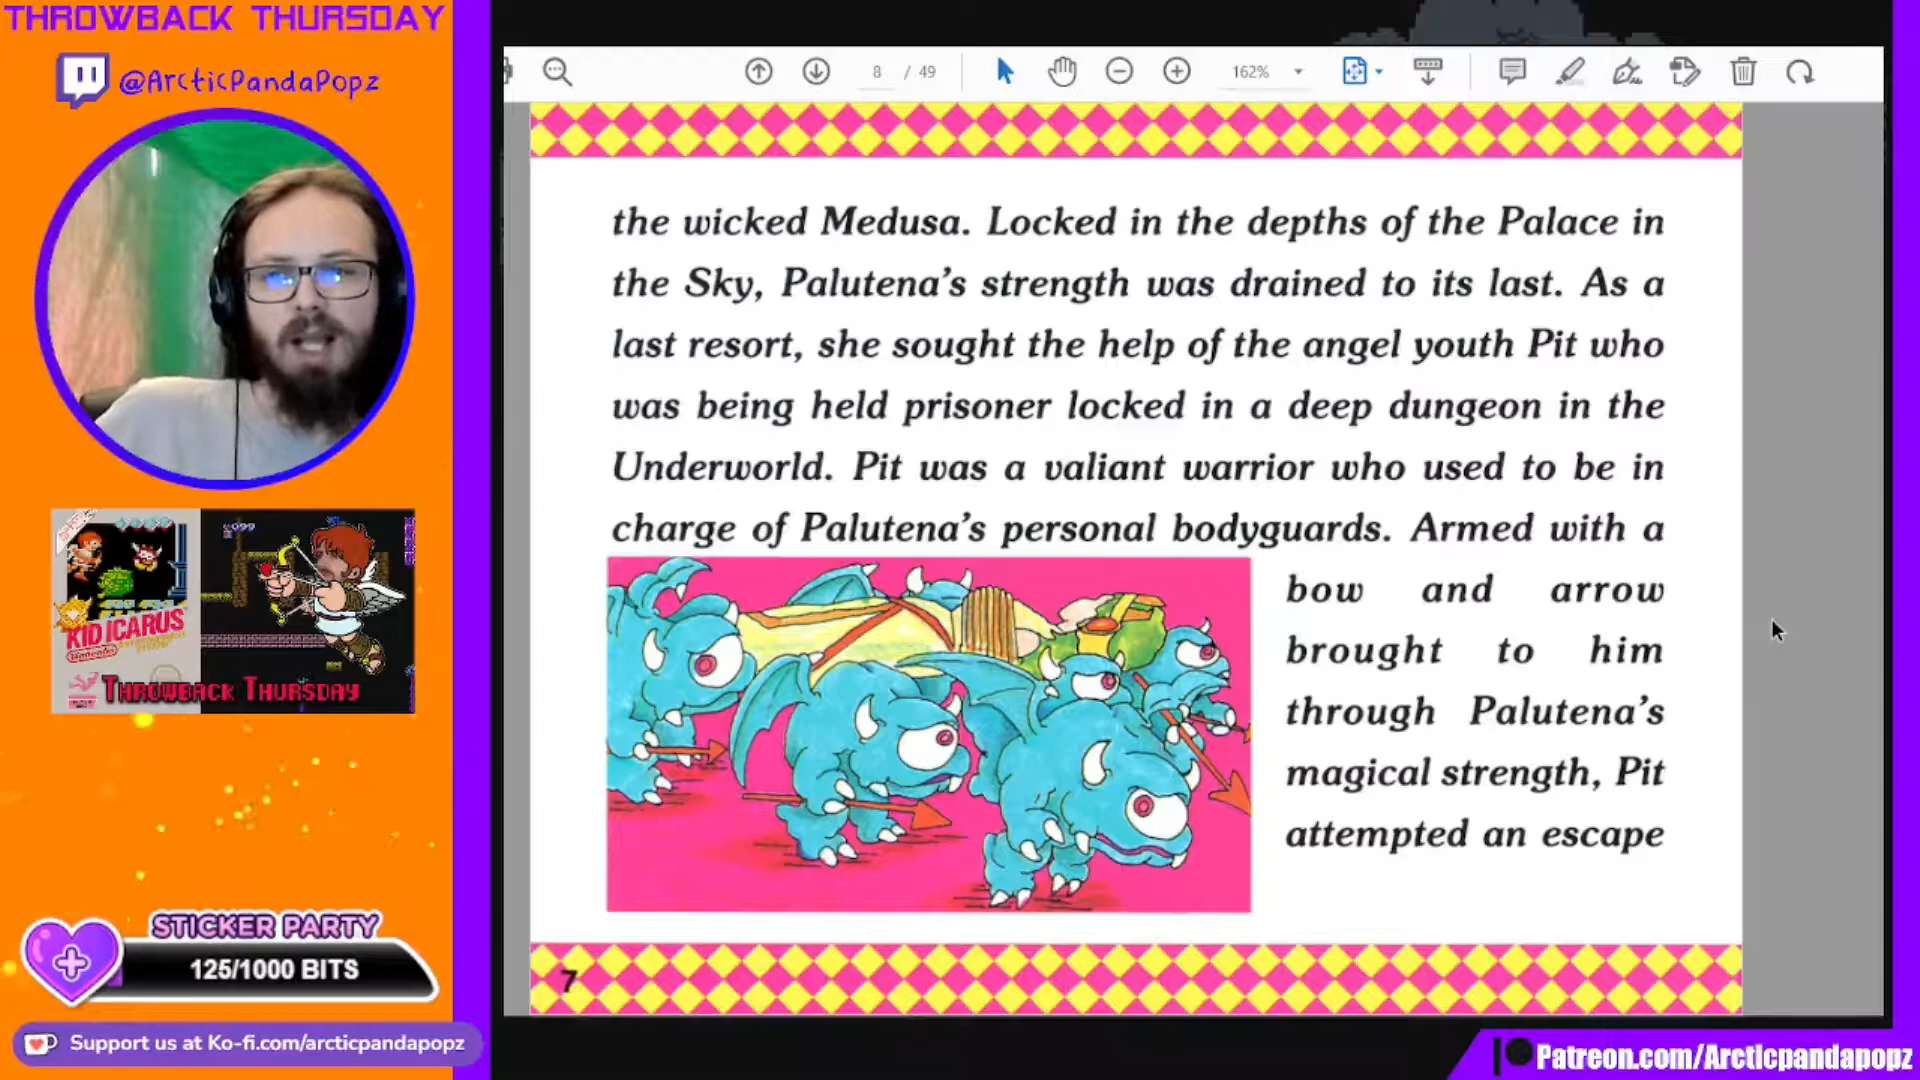 THROWBACK THURSDAY
@ArcticPandaPopz
KID ICARUS
Nintendo
THROWBACK THURSDAY
STICKER PARTY
125/1000 BITS
Support us at Ko-fi.com/arcticpandapopz
8 / 49
162%
the wicked Medusa. Locked in the depths of the Palace in
the Sky, Palutena's strength was drained to its last. As a
last resort, she sought the help of the angel youth Pit who
was being held prisoner locked in a deep dungeon in the
Underworld. Pit was a valiant warrior who used to be in
charge of Palutena's personal bodyguards. Armed with a
bow and arrow
brought to him
through Palutena's
magical strength, Pit
attempted an escape
7
Patreon.com/Arcticpandapopz